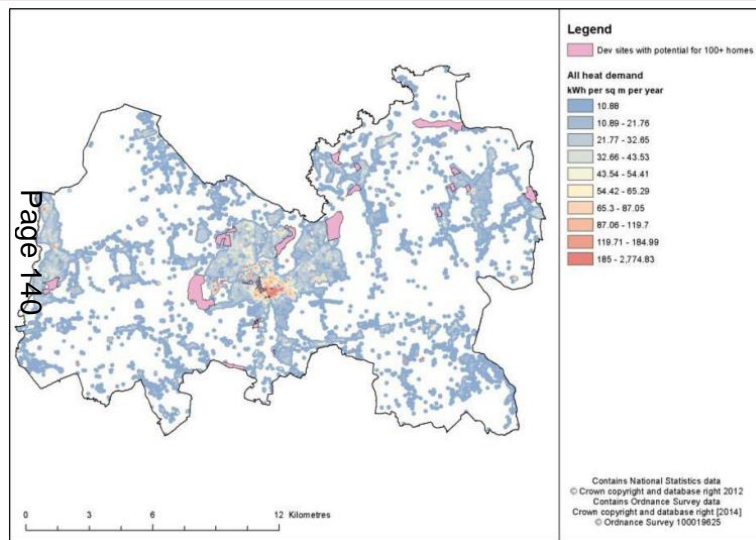 Legend
Dev sites with potential for 100+ homes
All heat demand
kWh per sq m per year
10.88
10.89 - 21.76
21.77 - 32.65
32.66 - 43.53
43.54 - 54.41
54.42 - 65.29
65.3 - 87.05
87.06 - 119.7
119.71 - 184.99
185 - 2,774.83
Page 140
0 3 6 12 Kilometres
Contains National Statistics data
© Crown copyright and database right 2012
Contains Ordnance Survey data
Crown copyright and database right [2014]
© Ordnance Survey 100019625